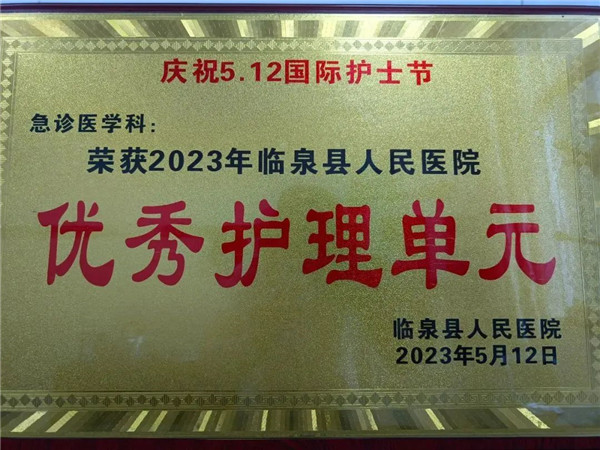 庆祝5.12国际护士节
急诊医学科:
荣获2023年临泉县人民医院
优秀护理单元
临泉县人民医院
2023年5月12日